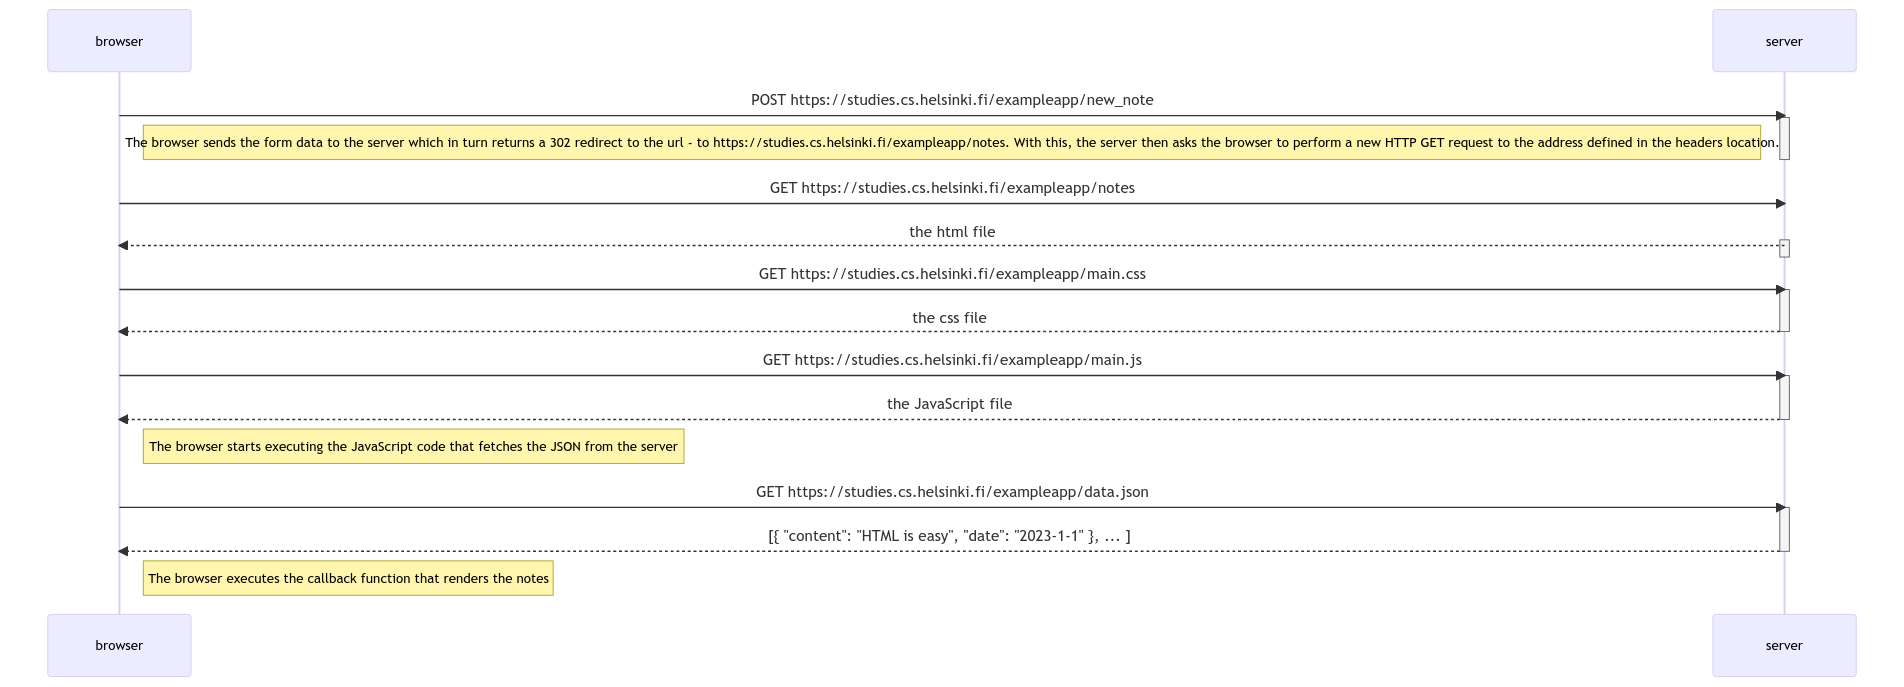 browser
server
POST https://studies.cs.helsinki.fi/exampleapp/new_note
The browser sends the form data to the server which in turn returns a 302 redirect to the url - to https://studies.cs.helsinki.fi/exampleapp/notes. With this, the server then asks the browser to perform a new HTTP GET request to the address defined in the headers location.
GET https://studies.cs.helsinki.fi/exampleapp/notes
the html file
GET https://studies.cs.helsinki.fi/exampleapp/main.css
the css file
GET https://studies.cs.helsinki.fi/exampleapp/main.js
the JavaScript file
The browser starts executing the JavaScript code that fetches the JSON from the server
GET https://studies.cs.helsinki.fi/exampleapp/data.json
[{ "content": "HTML is easy", "date": "2023-1-1" }, ... ]
The browser executes the callback function that renders the notes
browser
server